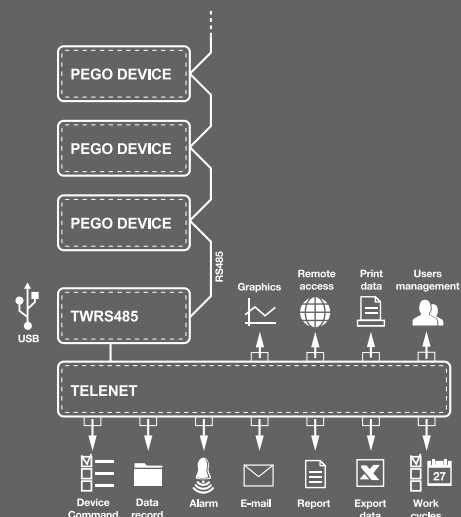 PEGO DEVICE
PEGO DEVICE
PEGO DEVICE
RS485
TWRS485
USB
Graphics
Remote
access
Print
data
Users
management
TELENET
Device
Command
Data
record
Alarm
E-mail
Report
X
Export
data
27
Work
cycles